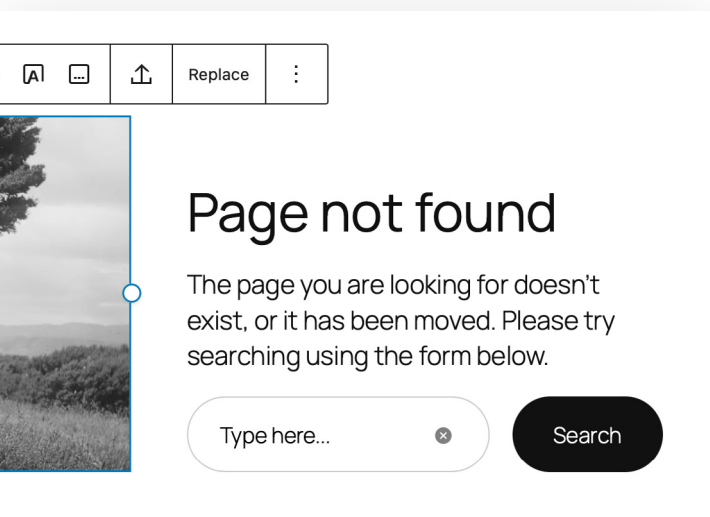 A
Replace
Page not found
The page you are looking for doesn't
exist, or it has been moved. Please try
searching using the form below.
Type here...
Search